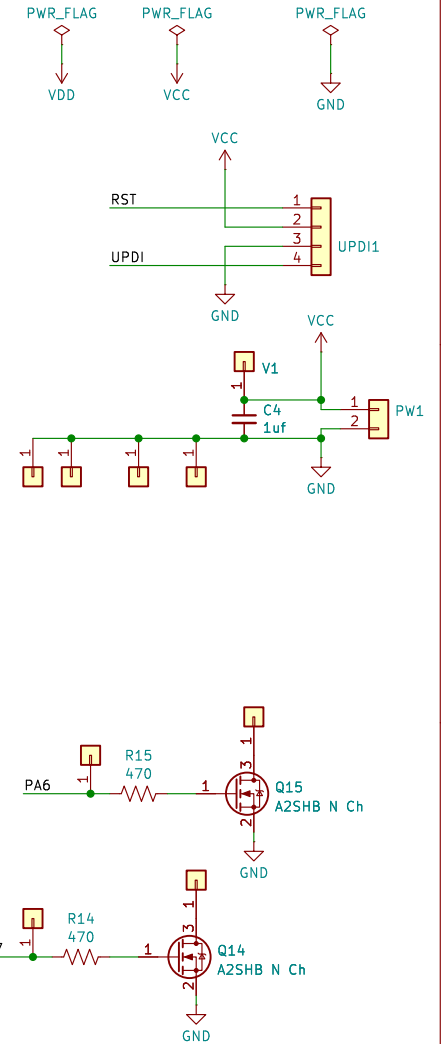 PWR_FLAG PWR_FLAG PWR_FLAG
VDD VCC GND
VCC
RST 1
2
3 UPDI1
UPDI 4
GND
VCC
V1
1
C4 1 PW1
1uf 2
1 1 1 1
GND
R15
470
1
3
PA6 1 1 Q15
A2SHB N Ch
2
GND
R14
470
1
3
1 1 Q14
A2SHB N Ch
2
GND